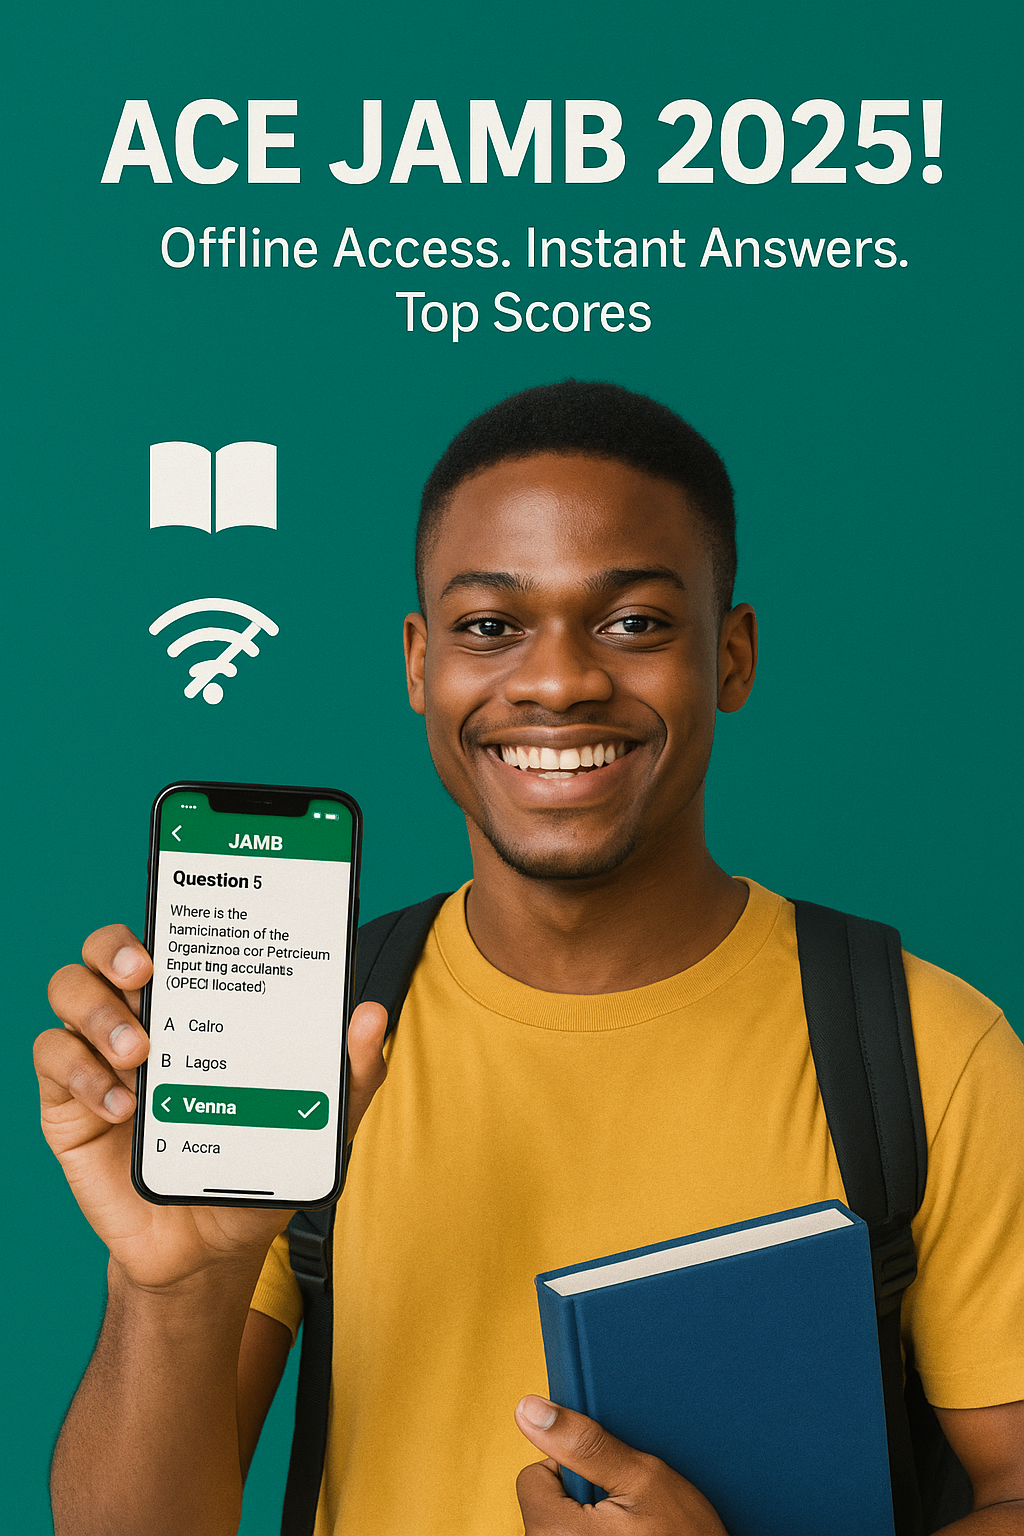 ACE JAMB 2025!
Offline Access. Instant Answers.
Top Scores
JAMB
Question 5
Where is the
hamicination of the
Organiznoa cor Petrcieum
Enput ting acculants
(OPECI llocated)
A Calro
B Lagos
Venna
D Accra